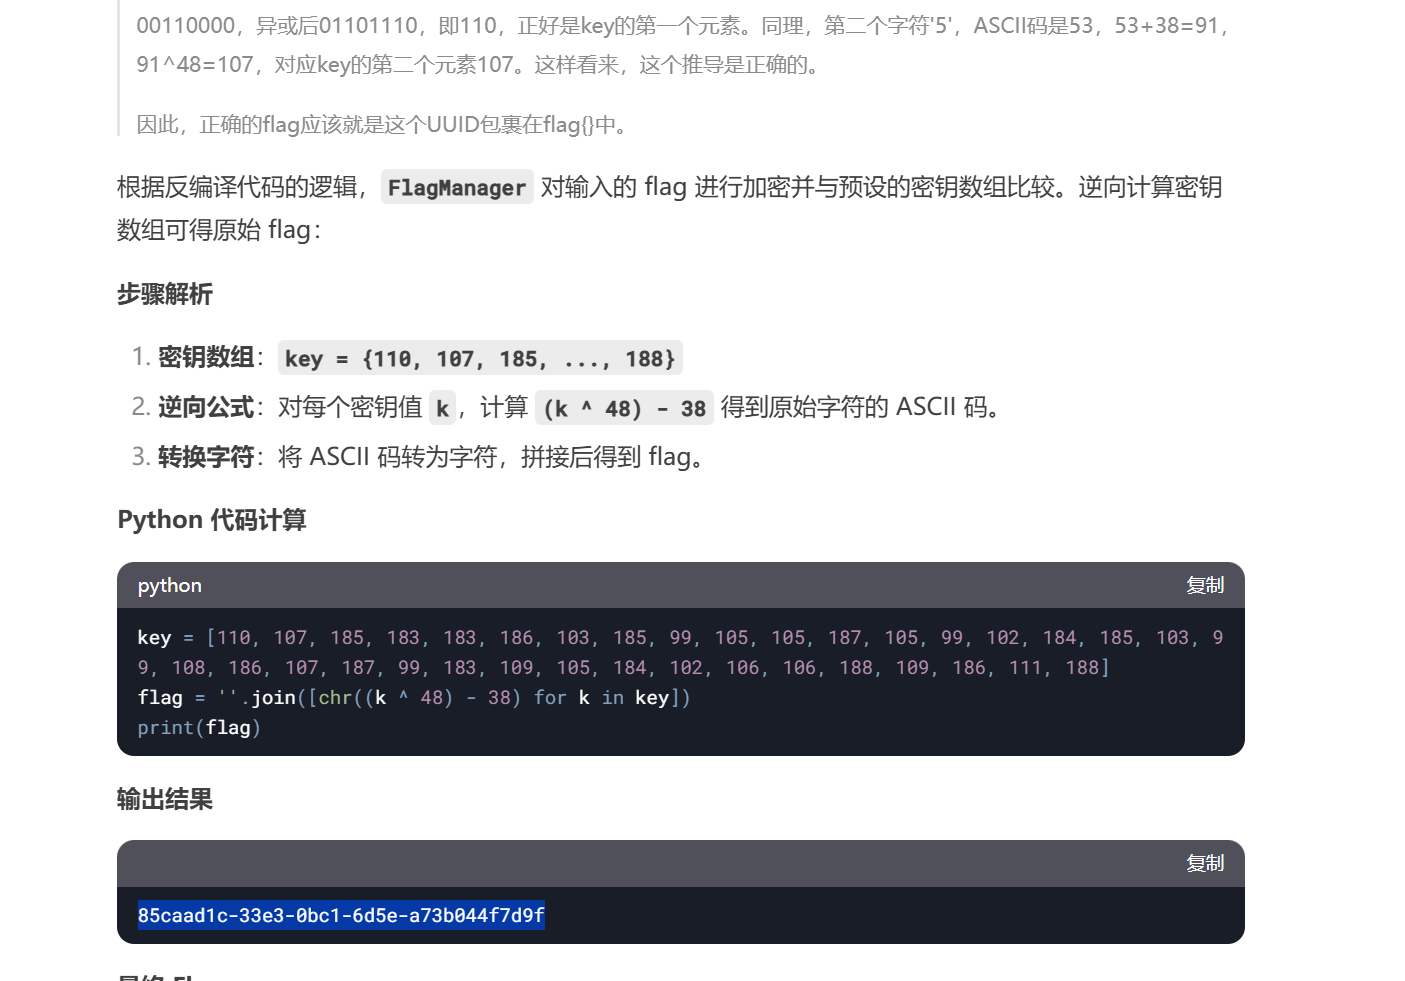 00110000，异或后01101110，即110，正好是key的第一个元素。同理，第二个字符'5'，ASCII码是53，53+38=91，
91^48=107，对应key的第二个元素107。这样看来，这个推导是正确的。
因此，正确的flag应该就是这个UUID包裹在flag{}中。
根据反编译代码的逻辑， FlagManager 对输入的 flag 进行加密并与预设的密钥数组比较。逆向计算密钥
数组可得原始 flag：
步骤解析
1. 密钥数组： key = {110, 107, 185, ..., 188}
2. 逆向公式：对每个密钥值 k ，计算 (k ^ 48) - 38 得到原始字符的 ASCII 码。
3. 转换字符：将 ASCII 码转为字符，拼接后得到 flag。
Python 代码计算
python 复制
key = [110, 107, 185, 183, 183, 186, 103, 185, 99, 105, 105, 187, 105, 99, 102, 184, 185, 103, 9
9, 108, 186, 107, 187, 99, 183, 109, 105, 184, 102, 106, 106, 188, 109, 186, 111, 188]
flag = ''.join([chr((k ^ 48) - 38) for k in key])
print(flag)
输出结果
复制
85caad1c-33e3-0bc1-6d5e-a73b044f7d9f